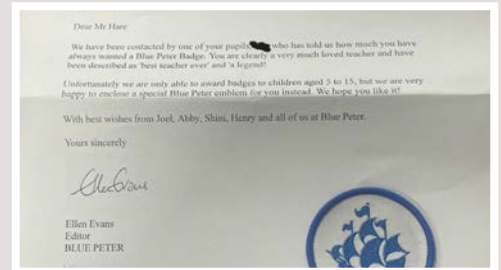 Dear Mr Hare
We have been contacted by one of your pupils, who has told us how much you have
always wanted a Blue Peter Badge. You are clearly a very much loved teacher and have
been described as 'best teacher ever' and 'a legend!'
Unfortunately we are only able to award badges to children aged 5 to 15, but we are very
happy to enclose a special Blue Peter emblem for you instead. We hope you like it!
With best wishes from Joel, Abby, Shini, Henry and all of us at Blue Peter.
Yours sincerely
Ellen Evans
Ellen Evans
Editor
BLUE PETER